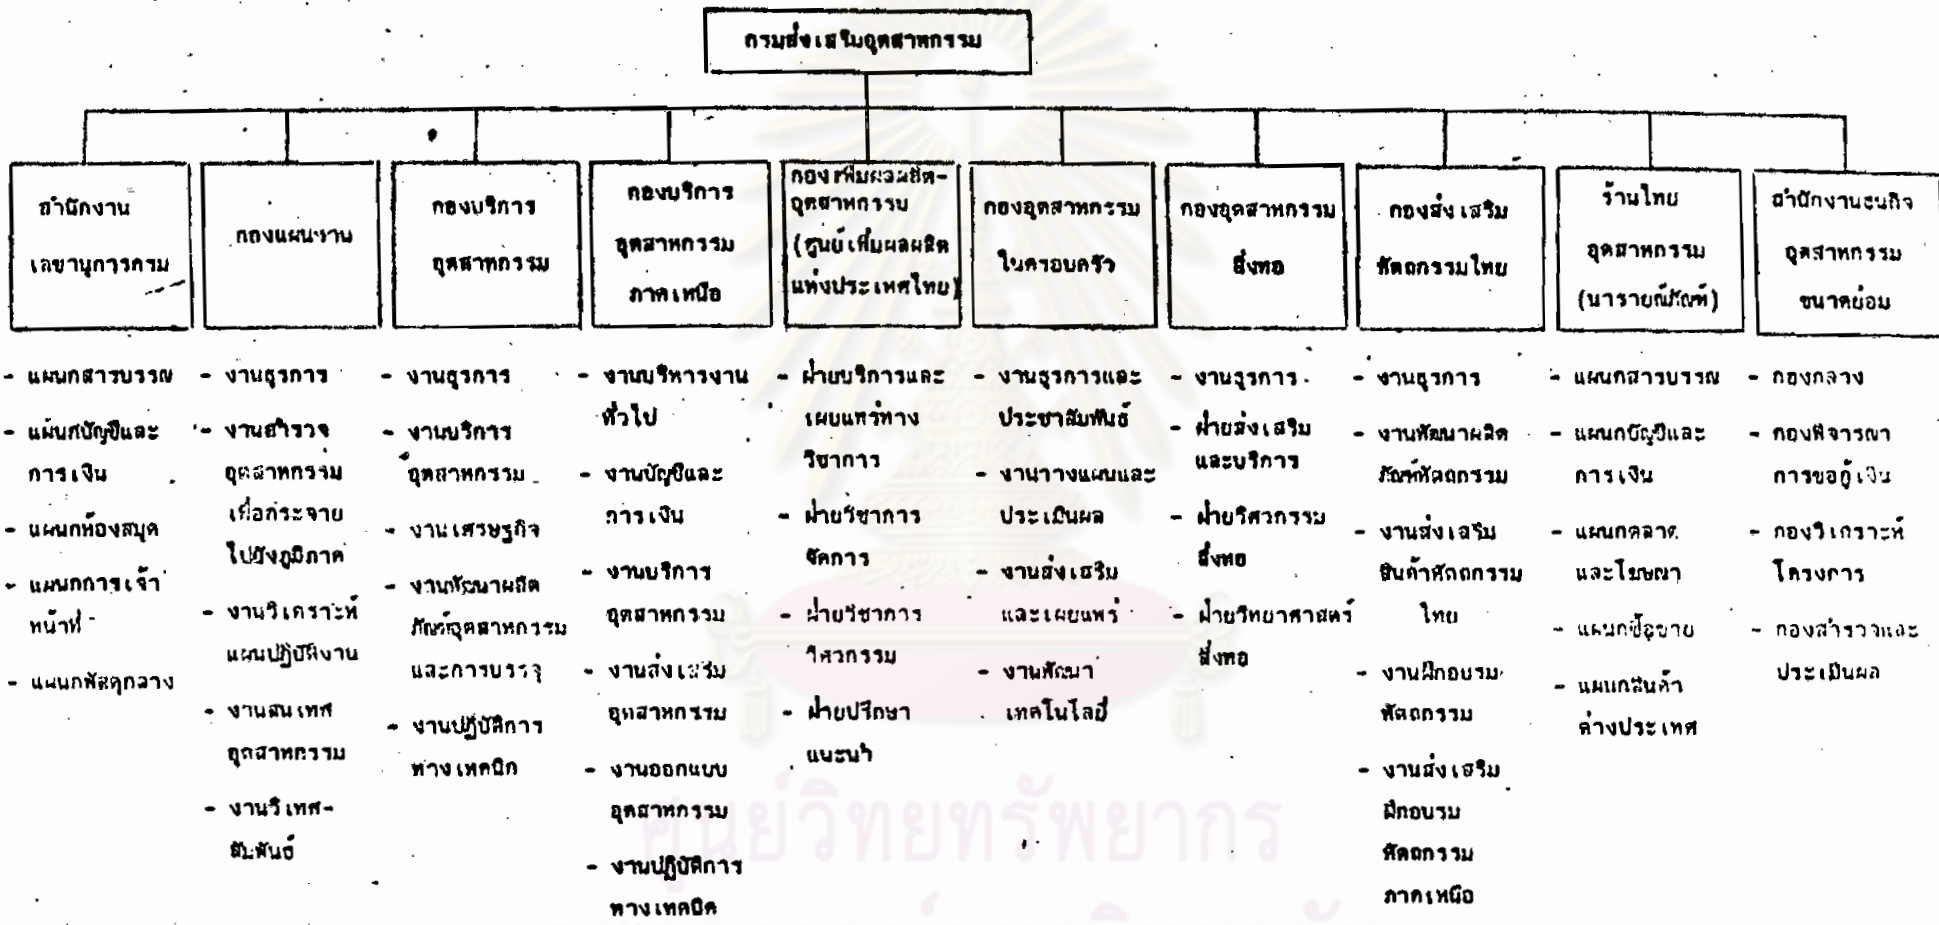 กรมส่งเสริมอุตสาหกรรม
สำนักงาน
เลขานุการกรม
กองแผนงาน
กองบริการ
อุตสาหกรรม
กองบริการ
อุตสาหกรรม
ภาคเหนือ
กองเพิ่มผลผลิต-
อุตสาหกรรม
(ศูนย์เพิ่มผลผลิต
แห่งประเทศไทย)
กองอุตสาหกรรม
ในครอบครัว
กองอุตสาหกรรม
สิ่งทอ
กองส่งเสริม
หัตถกรรมไทย
ร้านไทย
อุตสาหกรรม
(นารายณ์ภัณฑ์)
สำนักงานธนกิจ
อุตสาหกรรม
ขนาดย่อม
- แผนกสารบรรณ
- แผนกบัญชีและ
การเงิน
- แผนกห้องสมุด
- แผนกการเจ้า
หน้าที่
- แผนกพัสดุกลาง
- งานธุรการ
- งานสำรวจ
อุตสาหกรรม
เพื่อกระจาย
ไปยังภูมิภาค
- งานวิเคราะห์
แผนปฏิบัติงาน
- งานสนเทศ
อุตสาหกรรม
- งานวิเทศ-
สัมพันธ์
- งานธุรการ
- งานบริการ
อุตสาหกรรม
- งานเศรษฐกิจ
- งานพัฒนาผลิต
ภัณฑ์อุตสาหกรรม
และการบรรจุ
- งานปฏิบัติการ
ทางเทคนิก
- งานบริหารงาน
ทั่วไป
- งานบัญชีและ
การเงิน
- งานบริการ
อุตสาหกรรม
- งานส่งเสริม
อุตสาหกรรม
- งานออกแบบ
อุตสาหกรรม
- งานปฏิบัติการ
ทางเทคนิค
- ฝ่ายบริการและ
เผยแพร่ทาง
วิชาการ
- ฝ่ายวิชาการ
จัดการ
- ฝ่ายวิชาการ
วิศวกรรม
- ฝ่ายปรึกษา
แนะนำ
- งานธุรการและ
ประชาสัมพันธ์
- งานวางแผนและ
ประเมินผล
- งานส่งเสริม
และเผยแพร่
- งานพัฒนา
เทคโนโลยี่
- งานธุรการ
- ฝ่ายส่งเสริม
และบริการ
- ฝ่ายวิศวกรรม
สิ่งทอ
- ฝ่ายวิทยาศาสตร์
สิ่งทอ
- งานธุรการ
- งานพัฒนาผลิต
ภัณฑ์หัตถกรรม
- งานส่งเสริม
สินค้าหัตถกรรม
ไทย
- งานฝึกอบรม
หัตถกรรม
- งานส่งเสริม
ฝึกอบรม
หัตถกรรม
ภาคเหนือ
- แผนกสารบรรณ
- แผนกบัญชีและ
การเงิน
- แผนกตลาด
และโฆษณา
- แผนกซื้อขาย
- แผนกสินค้า
ต่างประเทศ
- กองกลาง
- กองพิจารณา
การขอกู้เงิน
- กองวิเคราะห์
โครงการ
- กองสำรวจและ
ประเมินผล
ศูนย์วิทยทรัพยากร